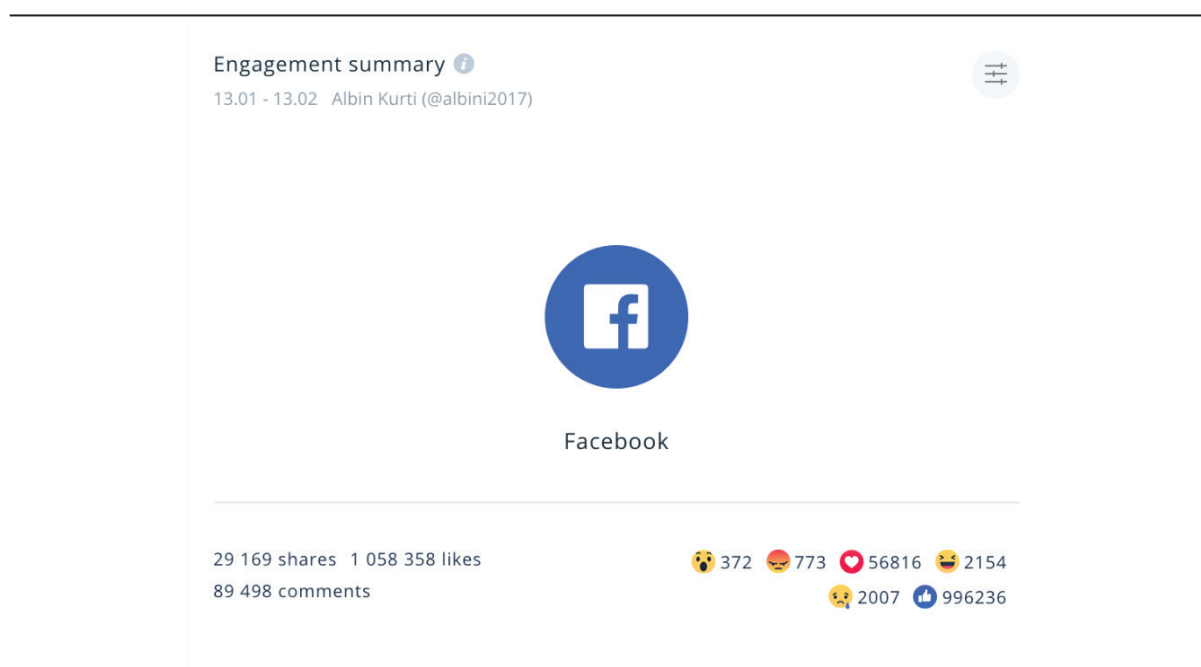 Engagement summary
13.01 - 13.02 Albin Kurti (@albini2017)
Facebook
29 169 shares 1 058 358 likes
89 498 comments
372 773 56816 2154
2007 996236